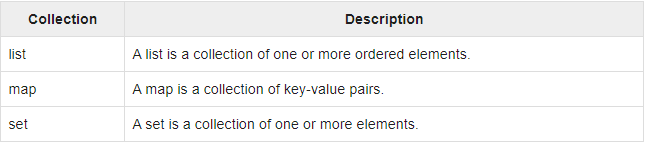 Collection Description
list A list is a collection of one or more ordered elements.
map A map is a collection of key-value pairs.
set A set is a collection of one or more elements.